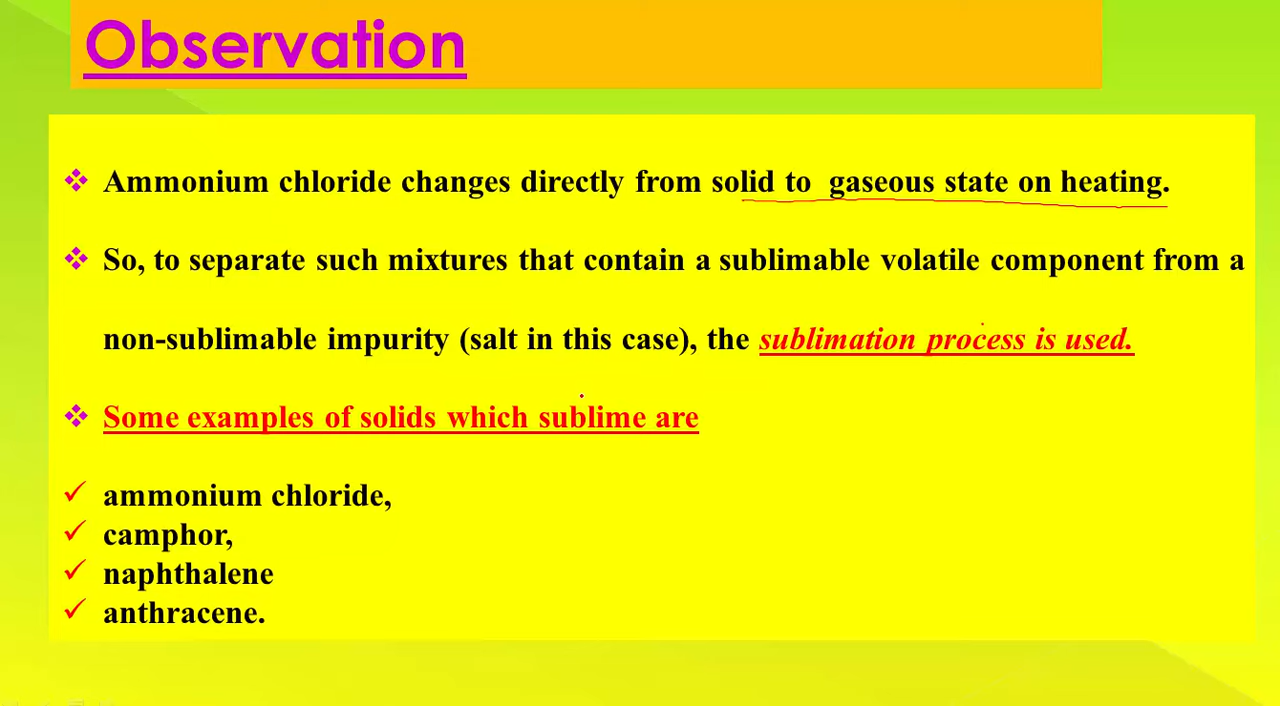 Observation
Ammonium chloride changes directly from solid to gaseous state on heating.
So, to separate such mixtures that contain a sublimable volatile component from a
non-sublimable impurity (salt in this case), the sublimation process is used.
Some examples of solids which sublime are
ammonium chloride,
camphor,
naphthalene
anthracene.